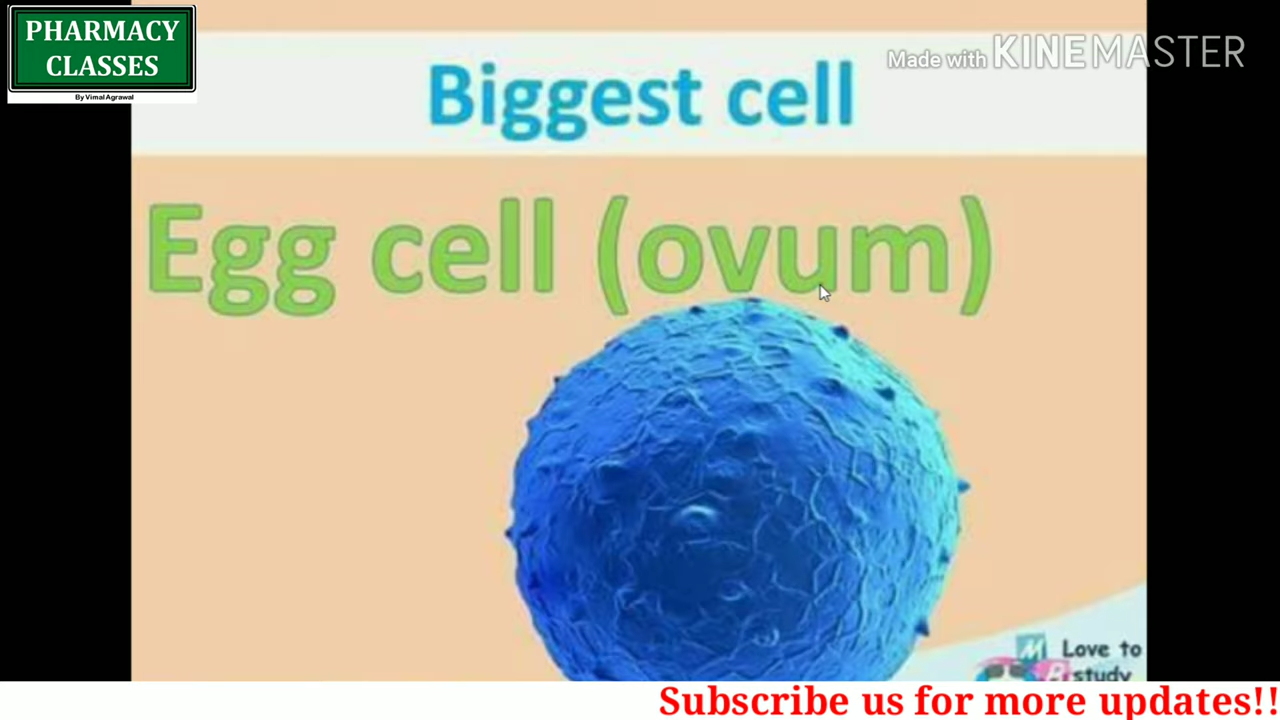 PHARMACY
CLASSES
By Vimal Agrawal
Made with KINEMASTER
Biggest cell
Egg cell (ovum)
M Love to
B study
Subscribe us for more updates!!